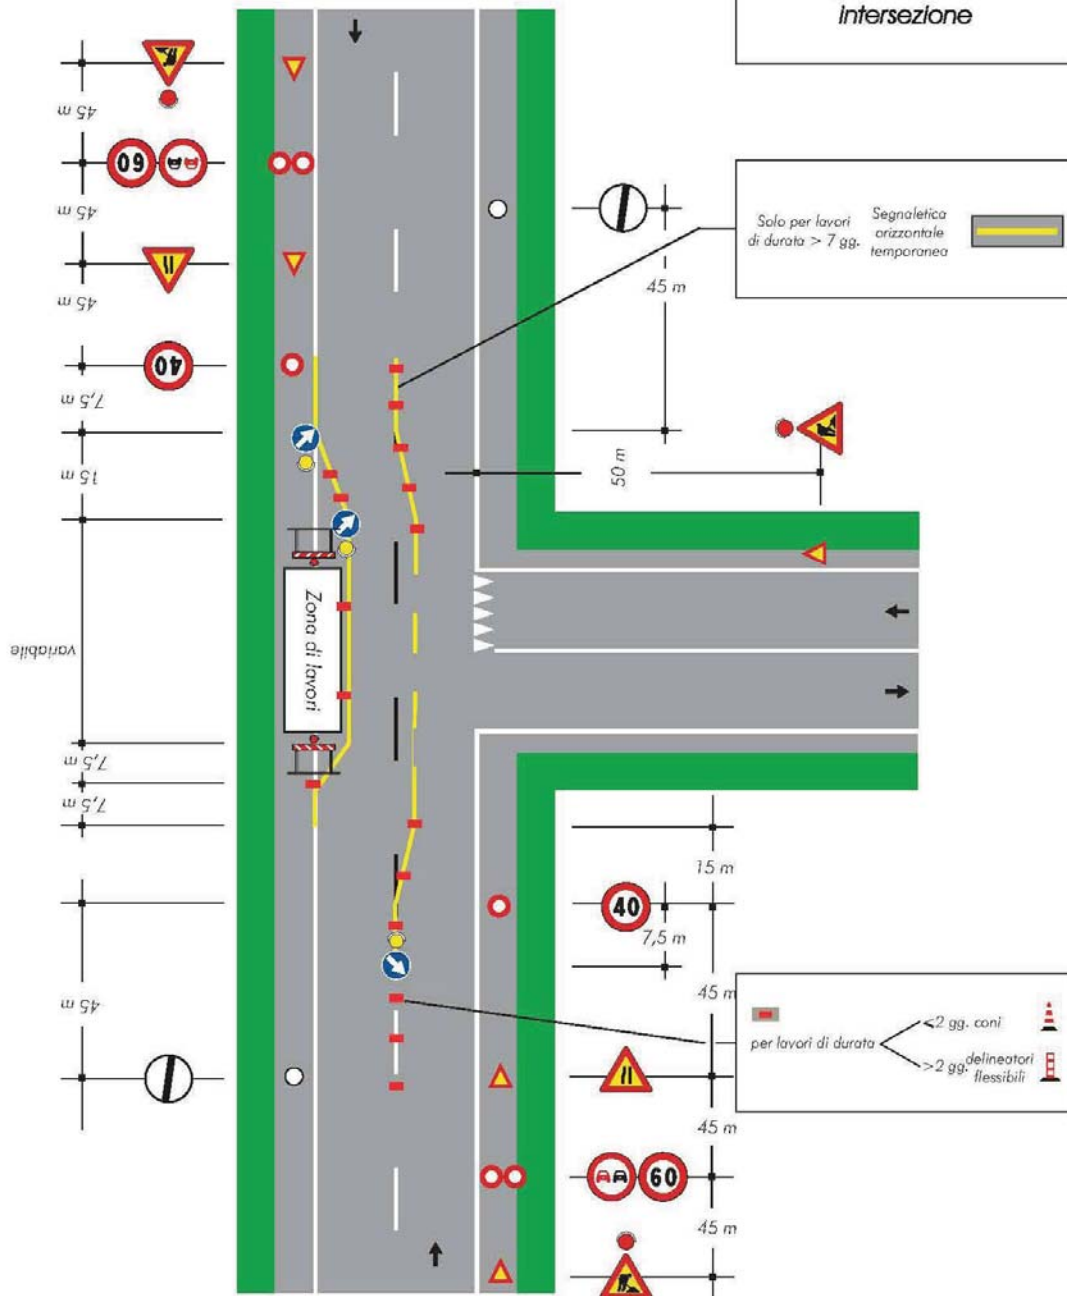 intersezione
45 m
60
45 m
45 m
40
7,5 m
15 m
variabile
7,5 m
7,5 m
45 m
Zona di lavori
Solo per lavori
di durata > 7 gg.
Segnaletica
orizzontale
temporanea
45 m
50 m
15 m
40
7,5 m
45 m
per lavori di durata
<2 gg. coni
>2 gg. delineatori
flessibili
45 m
60
45 m